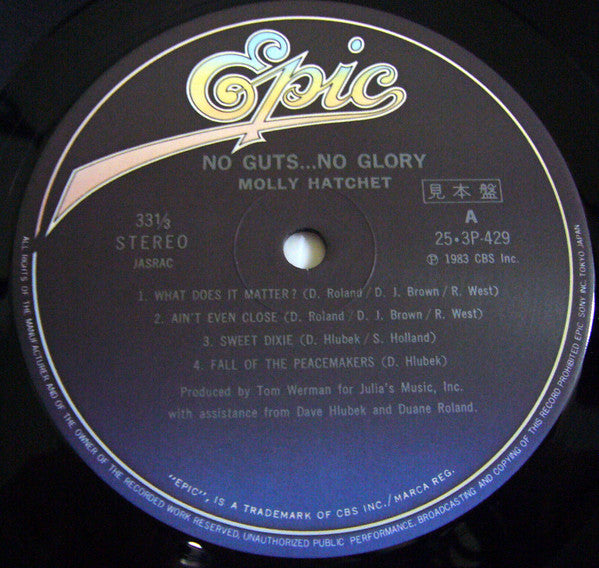 Epic
NO GUTS...NO GLORY
MOLLY HATCHET
見本盤
33⅓
STEREO
JASRAC
A
25•3P-429
Ⓟ 1983 CBS Inc.
1. WHAT DOES IT MATTER? (D. Roland / D. J. Brown / R. West)
2. AIN'T EVEN CLOSE (D. Roland / D. J. Brown / R. West)
3. SWEET DIXIE (D. Hlubek / S. Holland)
4. FALL OF THE PEACEMAKERS (D. Hlubek)
Produced by Tom Werman for Julia's Music, Inc.
with assistance from Dave Hlubek and Duane Roland.
"EPIC", IS A TRADEMARK OF CBS INC./MARCA REG.
ALL RIGHTS OF THE MANUFACTURER AND OF THE OWNER OF THE RECORDED WORK RESERVED, UNAUTHORIZED PUBLIC PERFORMANCE, BROADCASTING AND COPYING OF THIS RECORD PROHIBITED EPIC SONY INC. TOKYO JAPAN